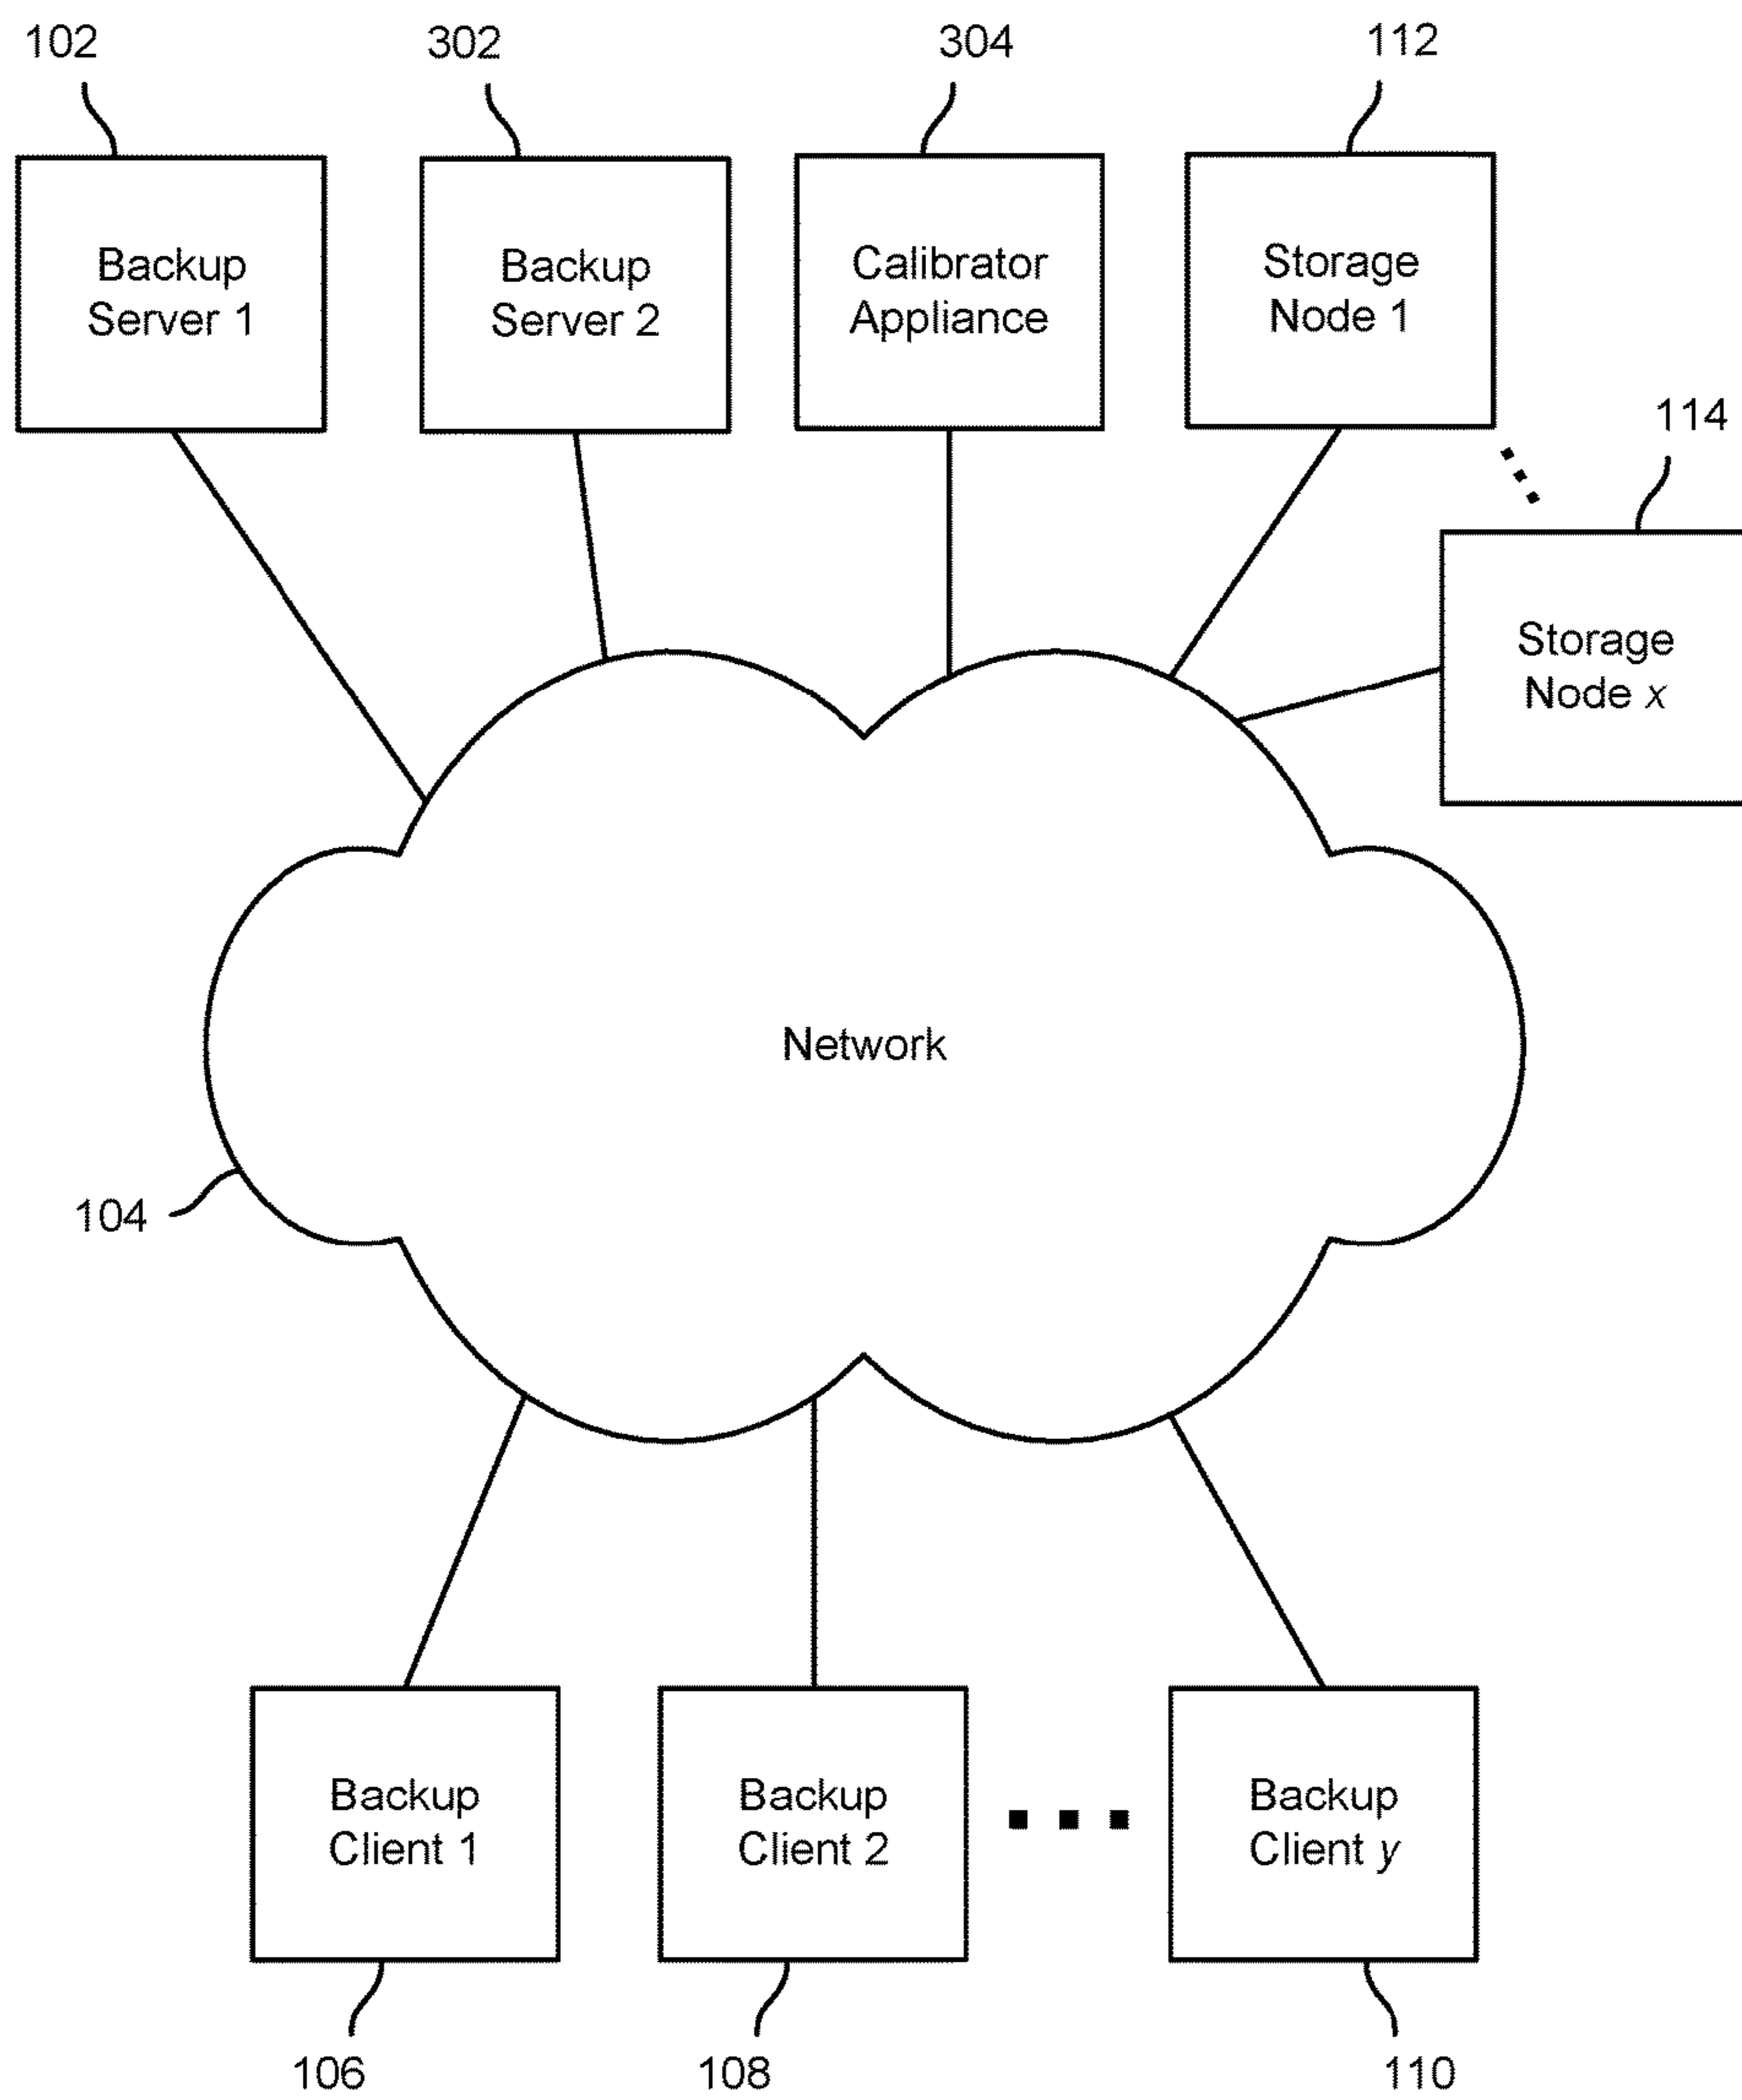 102
302
304
112
Backup
Server 1
Backup
Server 2
Calibrator
Appliance
Storage
Node 1
114
Storage
Node x
Network
104
Backup
Client 1
Backup
Client 2
Backup
Client y
106
108
110